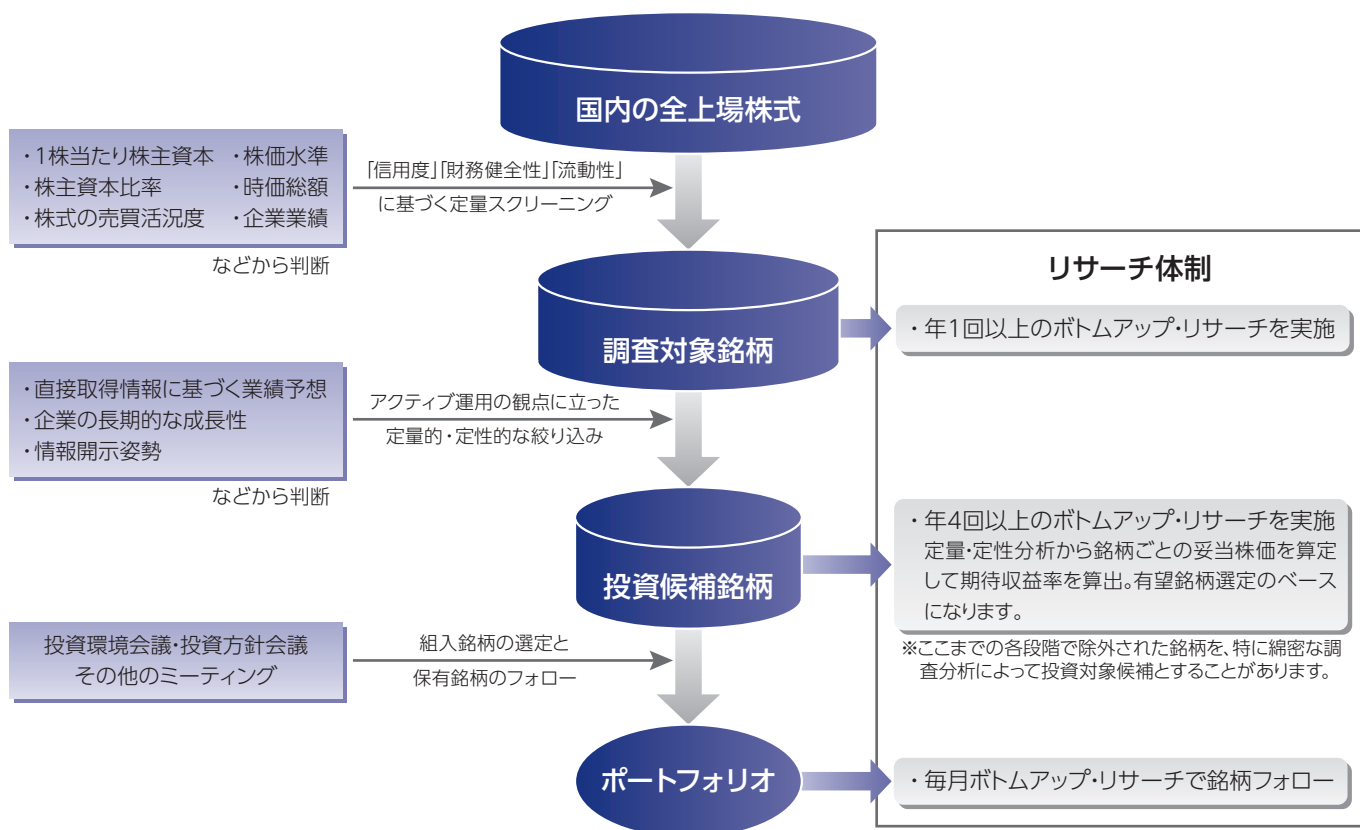 国内の全上場株式
・1株当たり株主資本 ・株価水準
・株主資本比率 ・時価総額
・株式の売買活況度 ・企業業績
などから判断
「信用度」「財務健全性」「流動性」
に基づく定量スクリーニング
リサーチ体制
調査対象銘柄
・年1回以上のボトムアップ・リサーチを実施
・直接取得情報に基づく業績予想
・企業の長期的な成長性
・情報開示姿勢
などから判断
アクティブ運用の観点に立った
定量的・定性的な絞り込み
投資候補銘柄
・年4回以上のボトムアップ・リサーチを実施
定量・定性分析から銘柄ごとの妥当株価を算定
して期待収益率を算出。有望銘柄選定のベース
になります。
※ここまでの各段階で除外された銘柄を、特に綿密な調
査分析によって投資対象候補とすることがあります。
投資環境会議・投資方針会議
その他のミーティング
組入銘柄の選定と
保有銘柄のフォロー
ポートフォリオ
・毎月ボトムアップ・リサーチで銘柄フォロー